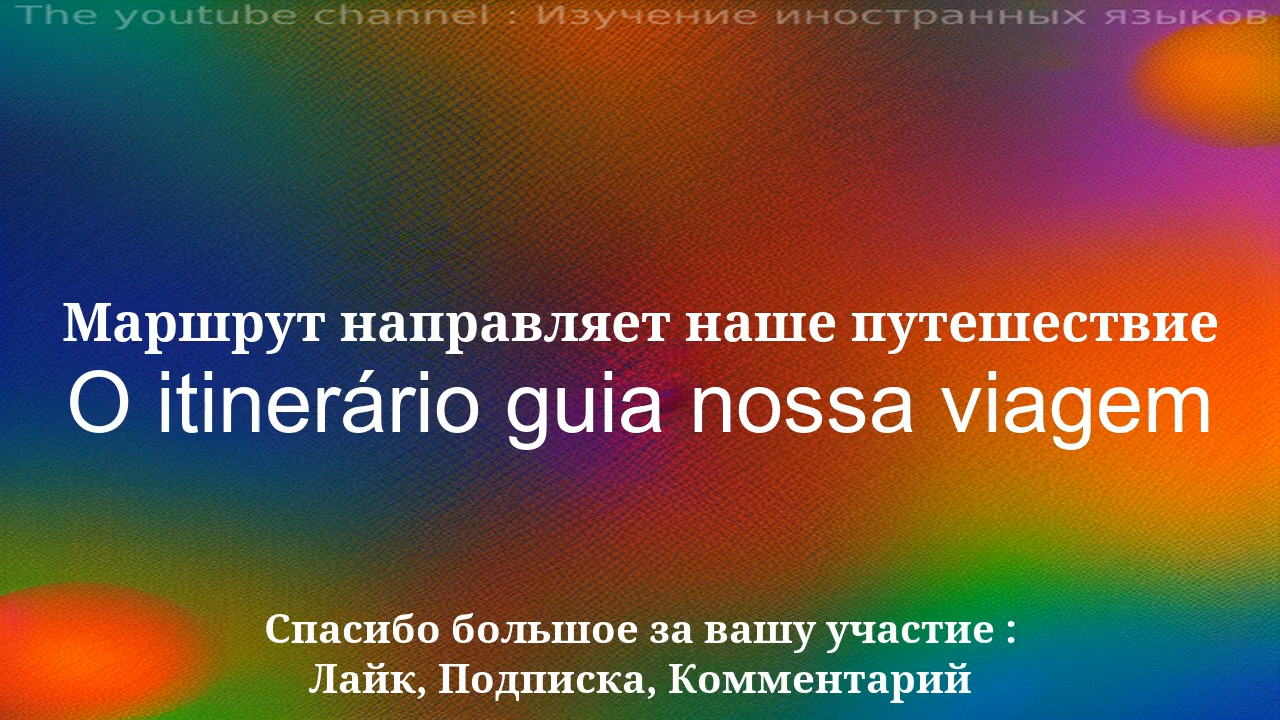 The youtube channel : Изучение иностранных языков
Маршрут направляет наше путешествие
O itinerário guia nossa viagem
Спасибо большое за вашу участие :
Лайк, Подписка, Комментарий